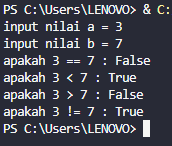 PS C:\Users\LENOVO> & C:
input nilai a = 3
input nilai b = 7
apakah 3 == 7 : False
apakah 3 < 7 : True
apakah 3 > 7 : False
apakah 3 != 7 : True
PS C:\Users\LENOVO>